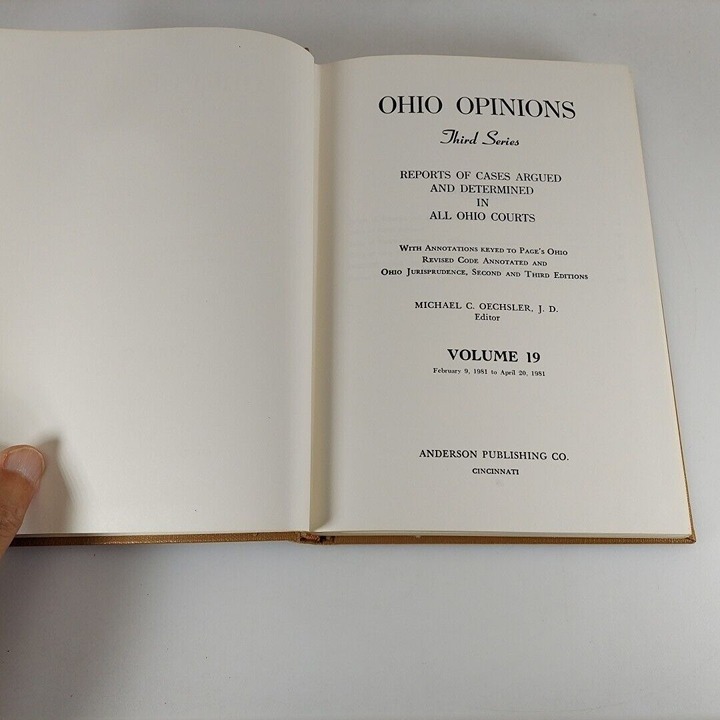 OHIO OPINIONS
Third Series
REPORTS OF CASES ARGUED
AND DETERMINED
IN
ALL OHIO COURTS
WITH ANNOTATIONS KEYED TO PAGE'S OHIO
REVISED CODE ANNOTATED AND
OHIO JURISPRUDENCE, SECOND AND THIRD EDITIONS
MICHAEL C. OECHSLER, J. D.
Editor
VOLUME 19
February 9, 1981 to April 20, 1981
ANDERSON PUBLISHING CO.
CINCINNATI